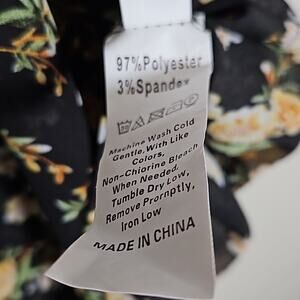 97%Polyester
3%Spandex
Machine Wash Cold
Gentle, With Like
Colors,
Non-Chlorine Bleach
When Needed.
Tumble Dry Low,
Remove Prornptly,
Iron Low
MADE IN CHINA